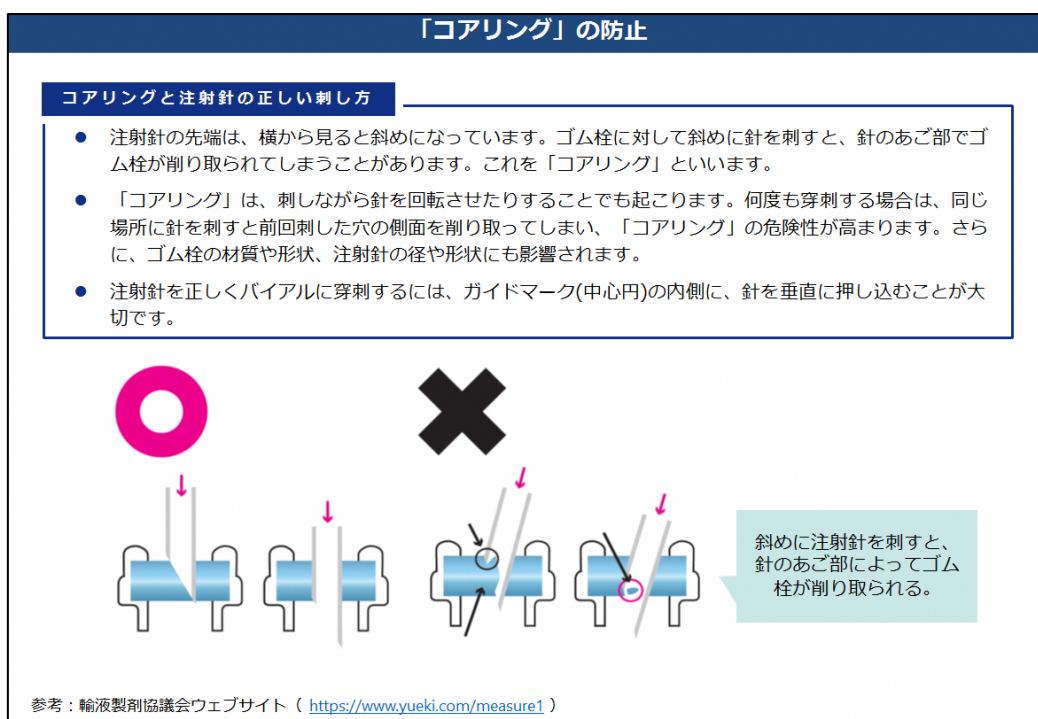 「コアリング」の防止
コアリングと注射針の正しい刺し方
● 注射針の先端は、横から見ると斜めになっています。ゴム栓に対して斜めに針を刺すと、針のあご部でゴ
ム栓が削り取られてしまうことがあります。これを「コアリング」といいます。
● 「コアリング」は、刺しながら針を回転させたりすることでも起こります。何度も穿刺する場合は、同じ
場所に針を刺すと前回刺した穴の側面を削り取ってしまい、「コアリング」の危険性が高まります。さら
に、ゴム栓の材質や形状、注射針の径や形状にも影響されます。
● 注射針を正しくバイアルに穿刺するには、ガイドマーク(中心円)の内側に、針を垂直に押し込むことが大
切です。
斜めに注射針を刺すと、
針のあご部によってゴム
栓が削り取られる。
参考：輸液製剤協議会ウェブサイト（ https://www.yueki.com/measure1 ）